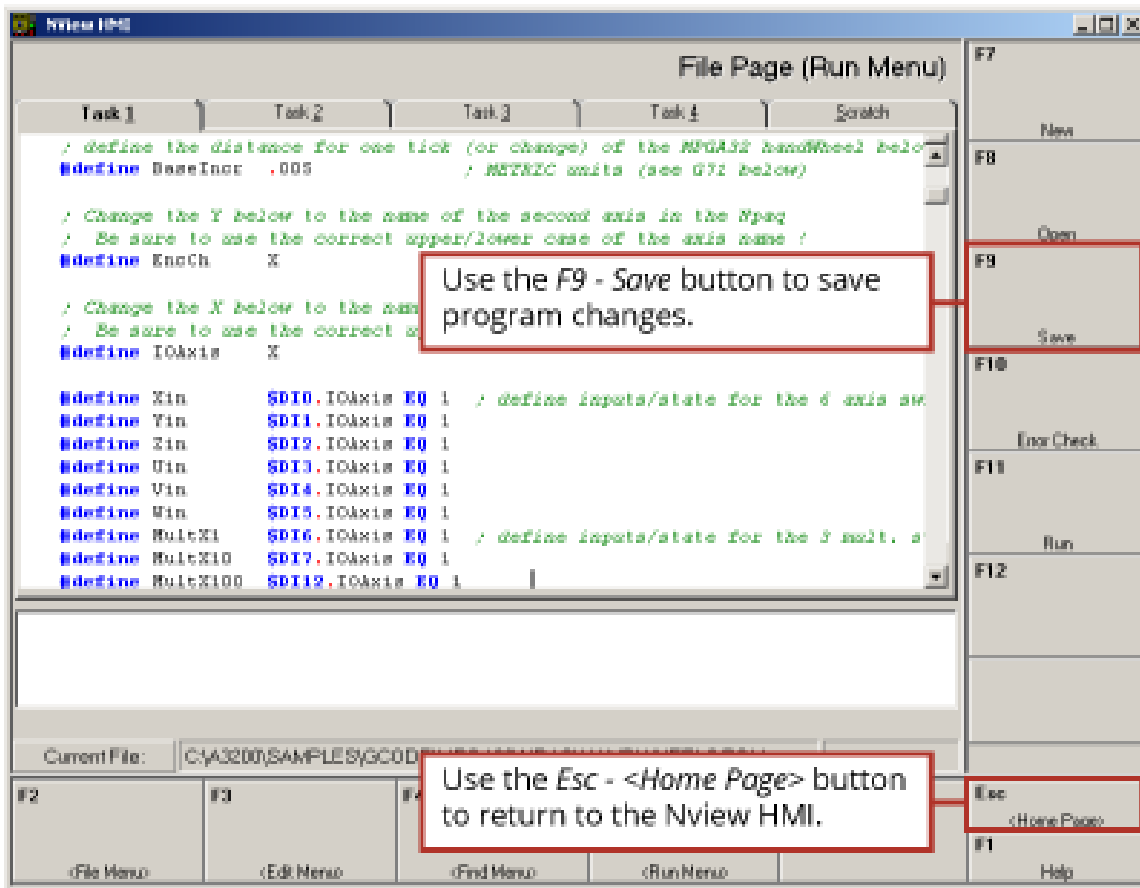 Nview HMI
File Page (Run Menu)
Task 1 Task 2 Task 3 Task 4 Scratch
; define the distance for one tick (or change) of the MPGA32 handWheel belo
#define BaseIncr .005 ; METRIC units (see G71 below)
; Change the Y below to the name of the second axis in the Npaq
; Be sure to use the correct upper/lower case of the axis name !
#define EncCh X
; Change the X below to the nam
; Be sure to use the correct u
#define IOAxis X
#define Xin $DI0.IOAxis EQ 1 ; define inputs/state for the 6 axis sw
#define Yin $DI1.IOAxis EQ 1
#define Zin $DI2.IOAxis EQ 1
#define Uin $DI3.IOAxis EQ 1
#define Vin $DI4.IOAxis EQ 1
#define Win $DI5.IOAxis EQ 1
#define MultX1 $DI6.IOAxis EQ 1 ; define inputs/state for the 3 mult. s
#define MultX10 $DI7.IOAxis EQ 1
#define MultX100 $DI12.IOAxis EQ 1
Use the F9 - Save button to save
program changes.
F7
New
F8
Open
F9
Save
F10
Error Check
F11
Run
F12
Current File: C:\A3200\SAMPLES\GCOD
Use the Esc - <Home Page> button
to return to the Nview HMI.
F2
<File Menu>
F3
<Edit Menu>
F4
<Find Menu>
<Run Menu>
Esc
<Home Page>
F1
Help